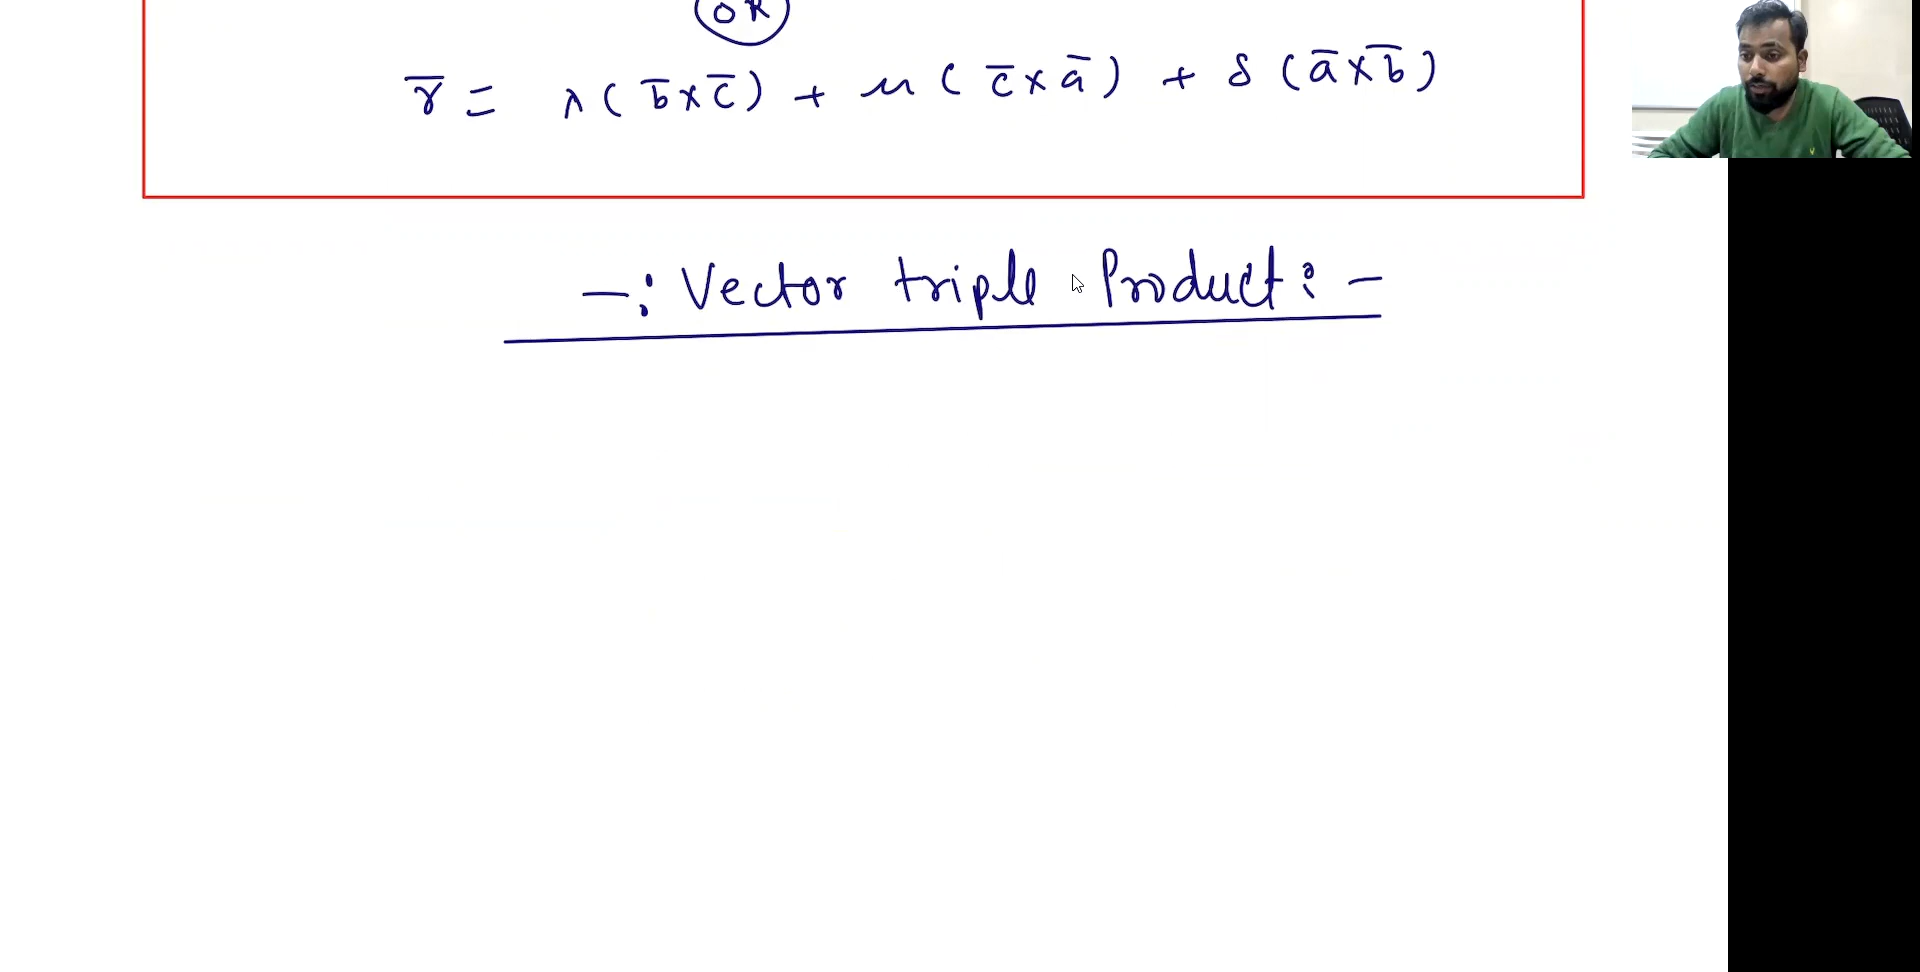 OR
r̄ = λ ( b̄ × c̄ ) + μ ( c̄ × ā ) + δ ( ā × b̄ )
–: Vector triple Product: –